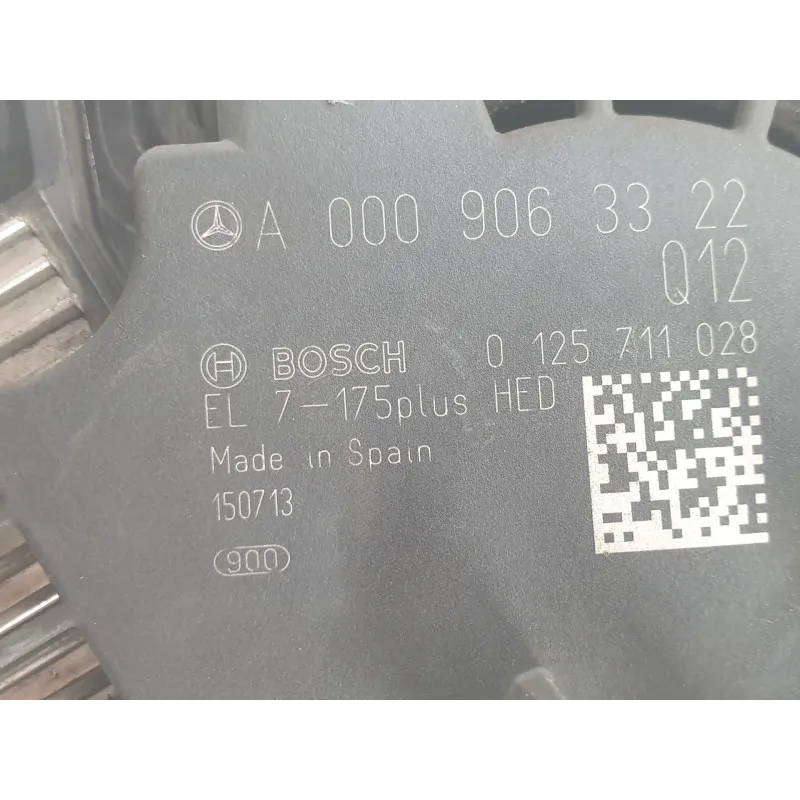 A 000 906 33 22
Q12
BOSCH 0 125 711 028
EL 7-175plus HED
Made in Spain
150713
900